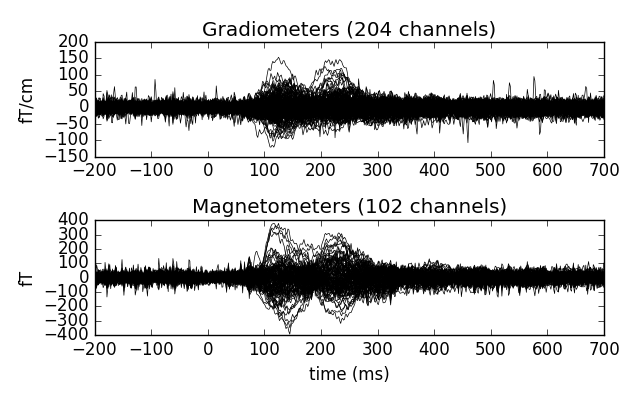 Gradiometers (204 channels)
200
150
100
50
0
−50
−100
−150
fT/cm
−200 −100 0 100 200 300 400 500 600 700
Magnetometers (102 channels)
400
300
200
100
0
−100
−200
−300
−400
fT
−200 −100 0 100 200 300 400 500 600 700
time (ms)